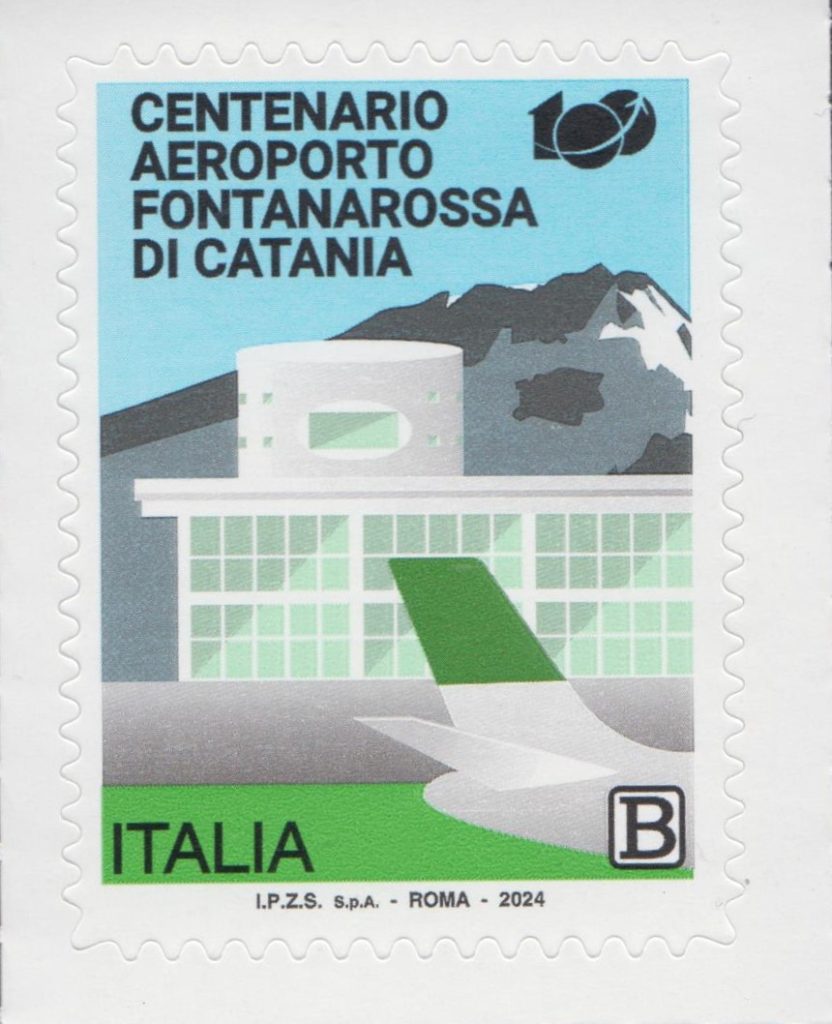 CENTENARIO
AEROPORTO
FONTANAROSSA
DI CATANIA
100
ITALIA
B
I.P.Z.S. S.p.A. - ROMA - 2024